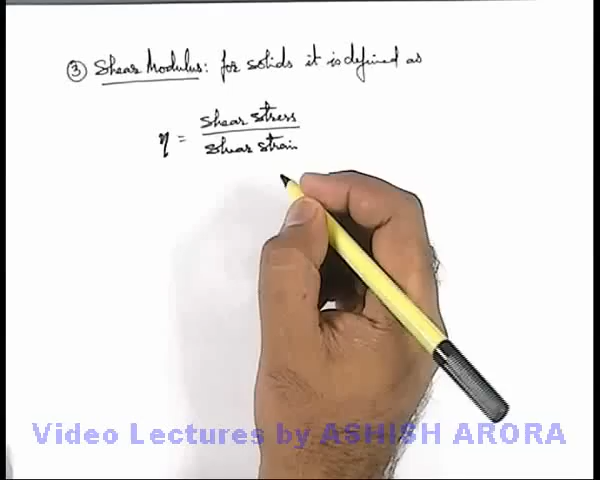 ③ Shear Modulus: for solids it is defined as
η = Shear Stress / Shear Strain
Video Lectures by ASHISH ARORA